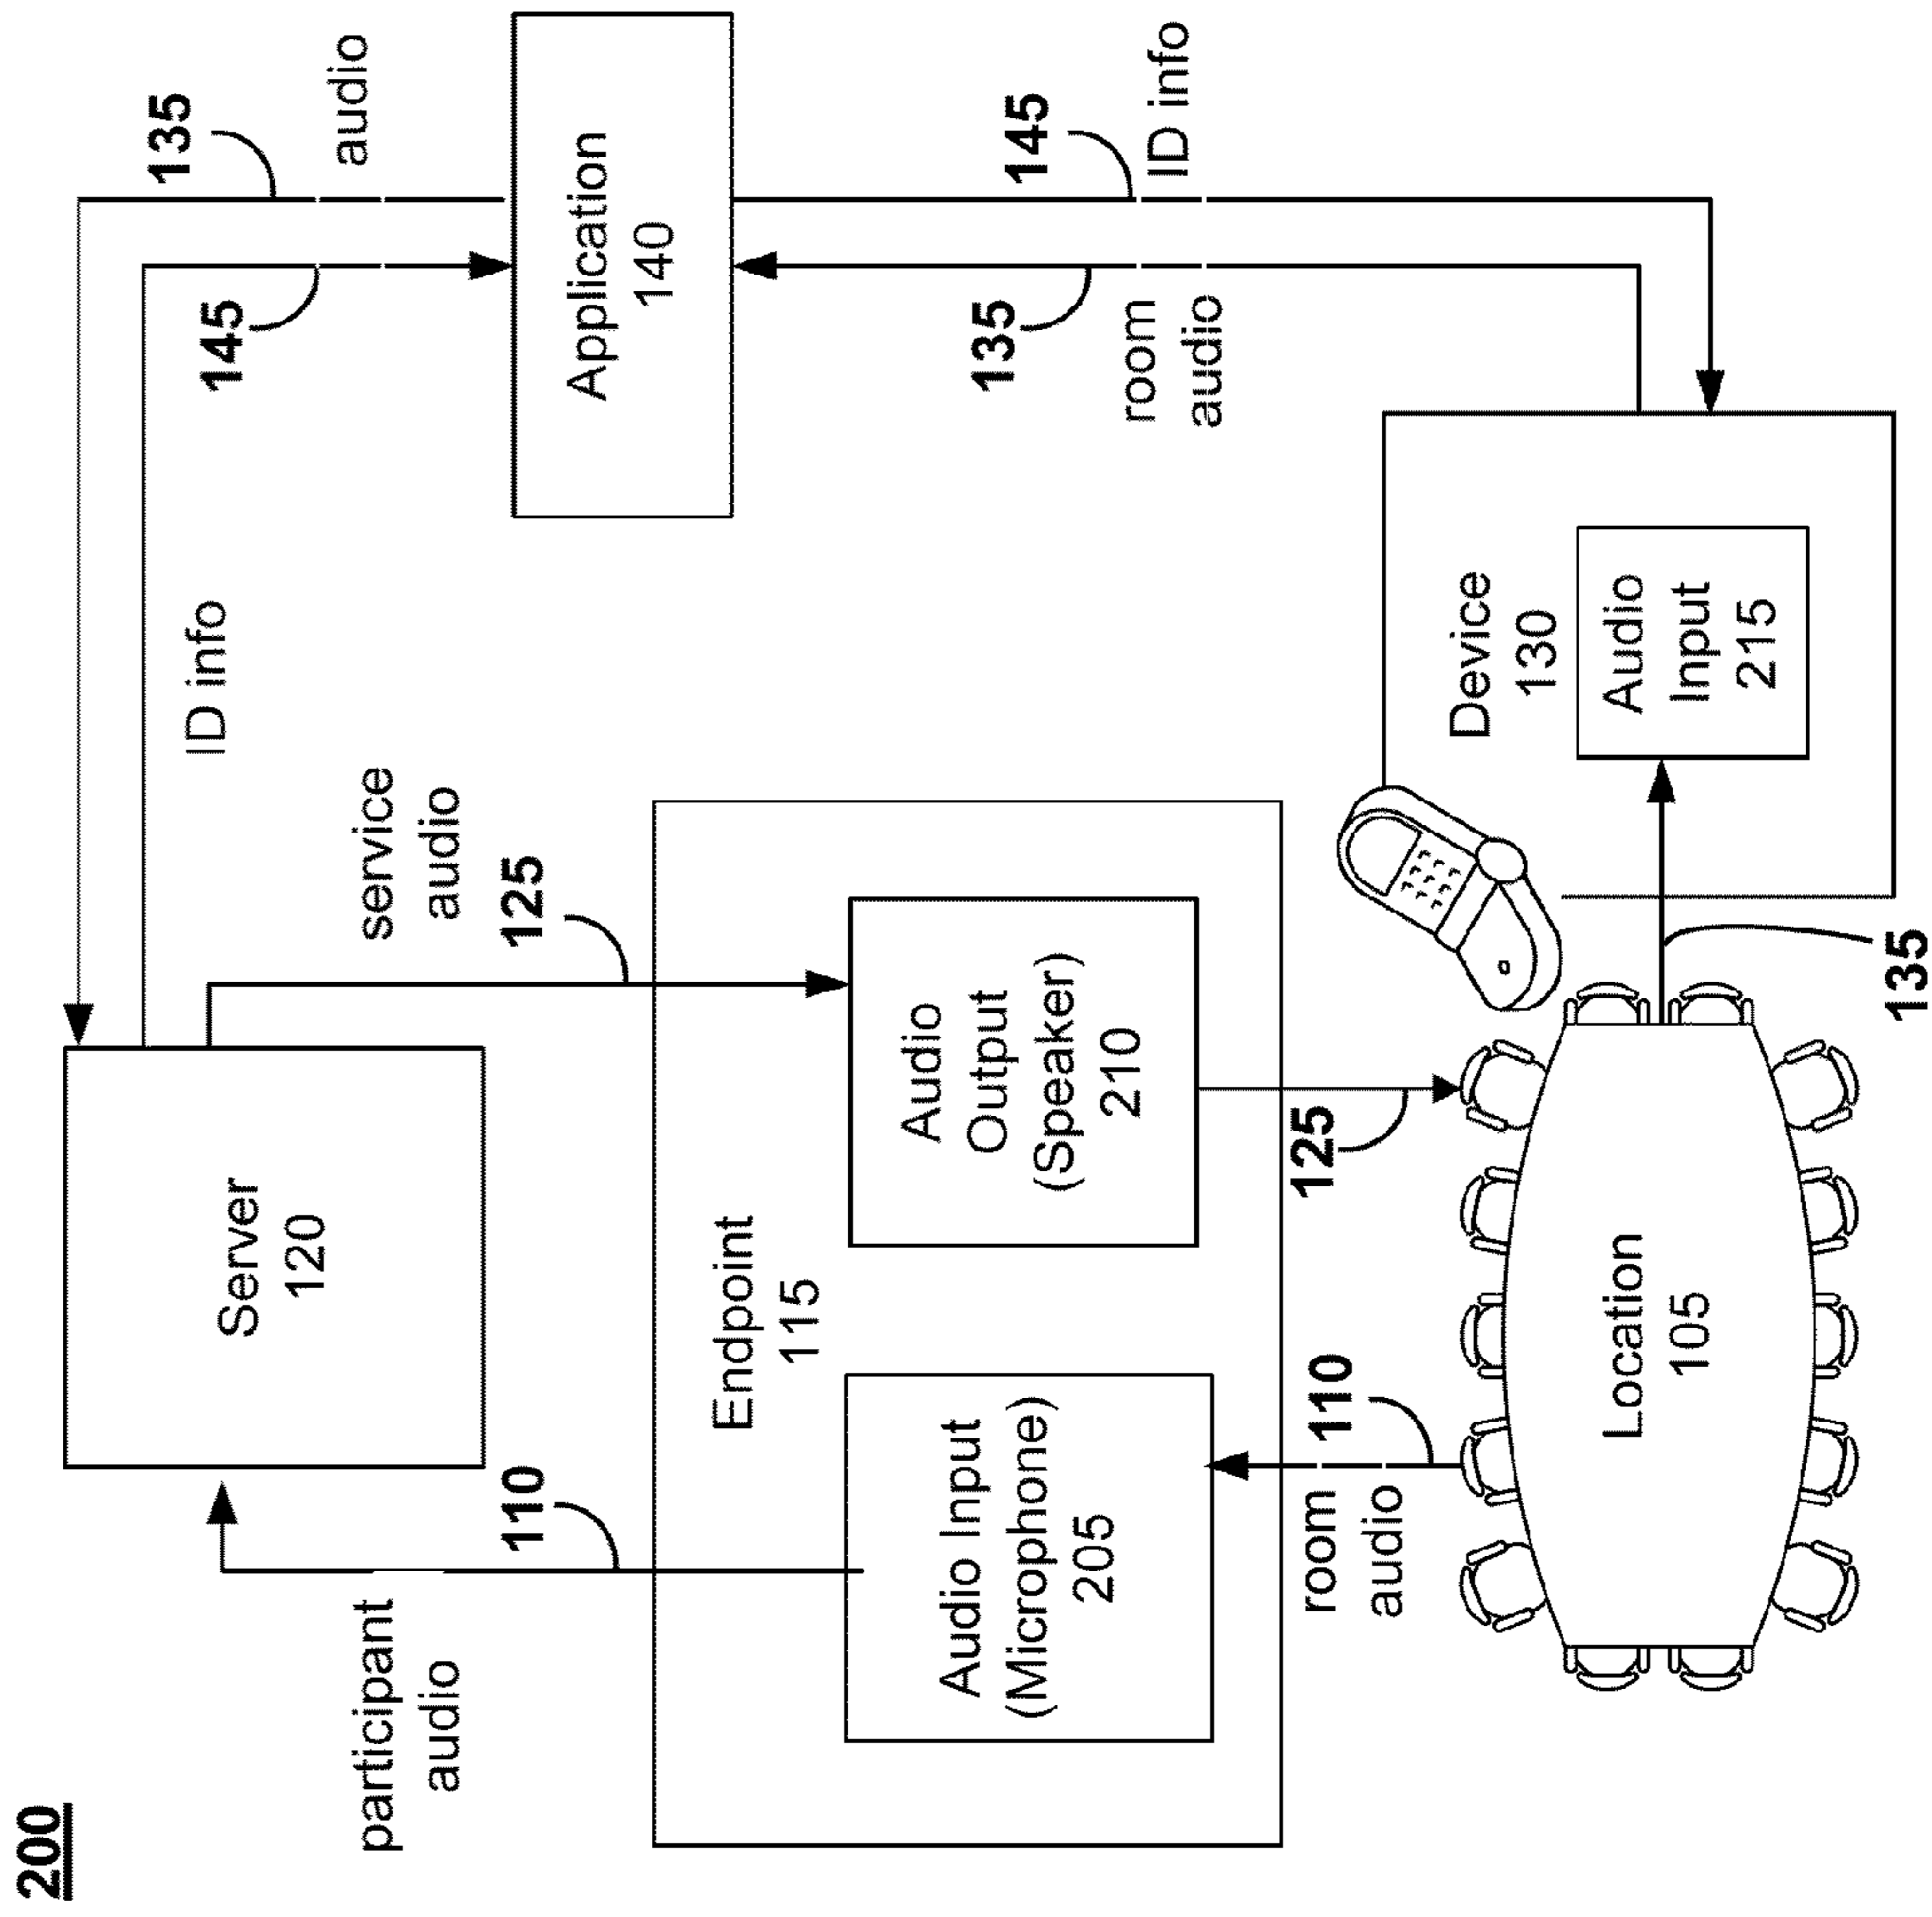 200
participant
audio
110
Server
120
service
audio
125
ID info
145
135
audio
Endpoint
115
Audio Input
(Microphone)
205
Audio
Output
(Speaker)
210
Application
140
room
audio
110
125
room
audio
135
145
ID info
Location
105
135
Device
130
Audio
Input
215